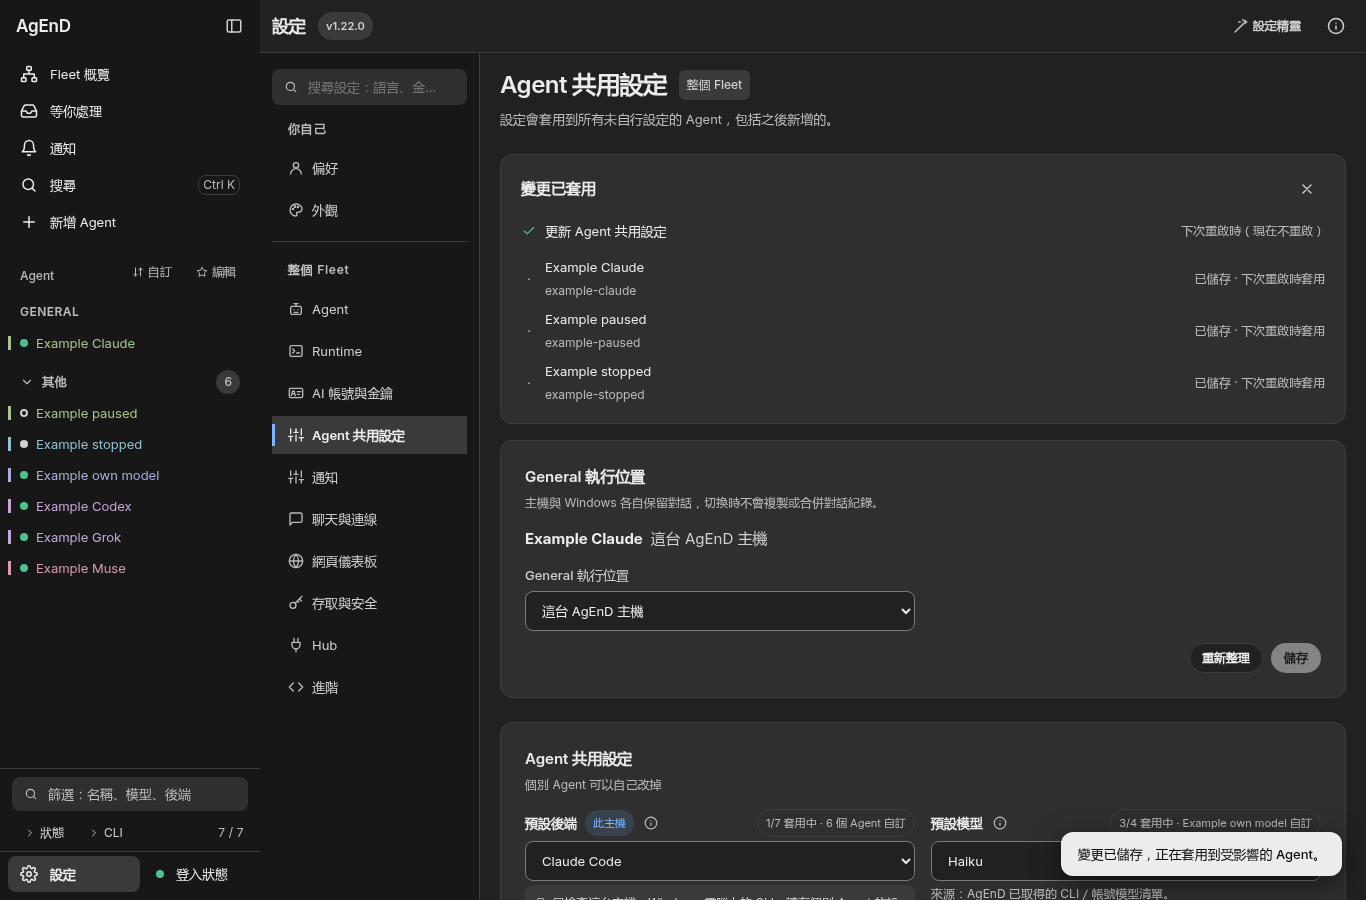 AgEnD
Fleet 概覽
等你處理
通知
搜尋 Ctrl K
新增 Agent
Agent 自訂 編輯
GENERAL
Example Claude
其他 6
Example paused
Example stopped
Example own model
Example Codex
Example Grok
Example Muse
篩選：名稱、模型、後端
狀態 CLI 7 / 7
設定 登入狀態
設定 v1.22.0 設定精靈
搜尋設定：語言、金...
你自己
偏好
外觀
整個 Fleet
Agent
Runtime
AI 帳號與金鑰
Agent 共用設定
通知
聊天與連線
網頁儀表板
存取與安全
Hub
進階
Agent 共用設定 整個 Fleet
設定會套用到所有未自行設定的 Agent，包括之後新增的。
變更已套用
更新 Agent 共用設定 下次重啟時（現在不重啟）
Example Claude
example-claude
已儲存 · 下次重啟時套用
Example paused
example-paused
已儲存 · 下次重啟時套用
Example stopped
example-stopped
已儲存 · 下次重啟時套用
General 執行位置
主機與 Windows 各自保留對話，切換時不會複製或合併對話紀錄。
Example Claude 這台 AgEnD 主機
General 執行位置
這台 AgEnD 主機
重新整理 儲存
Agent 共用設定
個別 Agent 可以自己改掉
預設後端 此主機 1/7 套用中 · 6 個 Agent 自訂
Claude Code
預設模型 3/4 套用中 · Example own model 自訂
Haiku
來源：AgEnD 已取得的 CLI / 帳號模型清單。
變更已儲存，正在套用到受影響的 Agent。